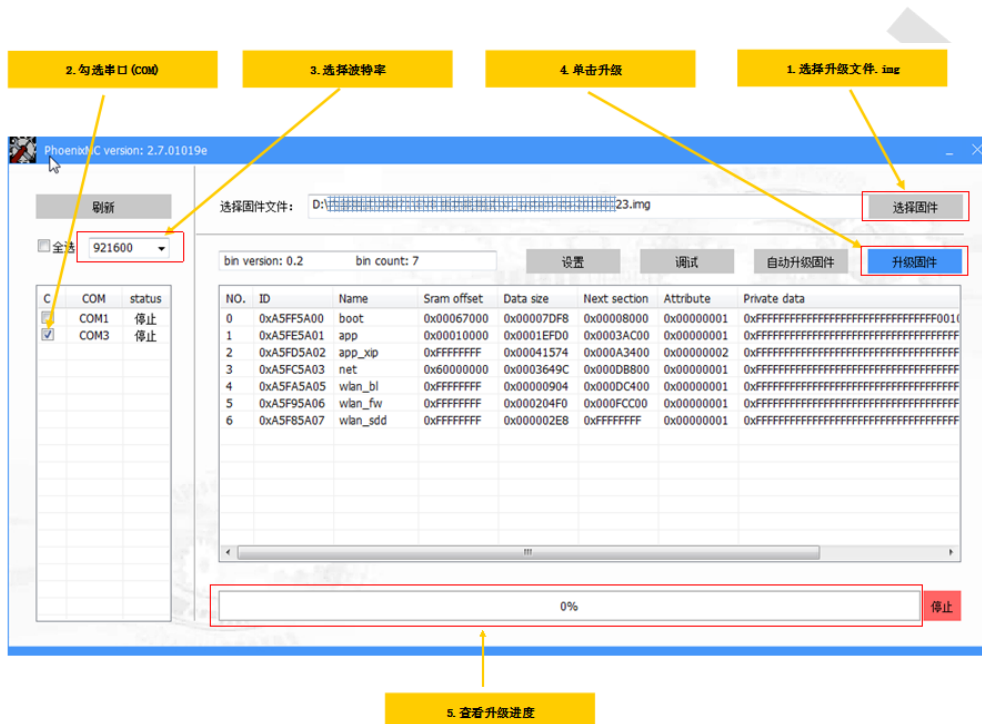 2.勾选串口(COM)
3.选择波特率
4.单击升级
1.选择升级文件.img
PhoenixMC version: 2.7.01019e
刷新
选择固件文件:
D:\
23.img
选择固件
全选
921600
bin version: 0.2
bin count: 7
设置
调试
自动升级固件
升级固件
C COM status
COM1 停止
COM3 停止
NO. ID Name Sram offset Data size Next section Attribute Private data
0 0xA5FF5A00 boot 0x00067000 0x00007DF8 0x00008000 0x00000001
1 0xA5FE5A01 app 0x00010000 0x0001EFD0 0x0003AC00 0x00000001
2 0xA5FD5A02 app_xip 0xFFFFFFFF 0x00041574 0x000A3400 0x00000002
3 0xA5FC5A03 net 0x60000000 0x0003649C 0x000DB800 0x00000001
4 0xA5FA5A05 wlan_bl 0xFFFFFFFF 0x00000904 0x000DC400 0x00000001
5 0xA5F95A06 wlan_fw 0xFFFFFFFF 0x000204F0 0x000FCC00 0x00000001
6 0xA5F85A07 wlan_sdd 0xFFFFFFFF 0x000002E8 0xFFFFFFFF 0x00000001
0%
停止
5.查看升级进度